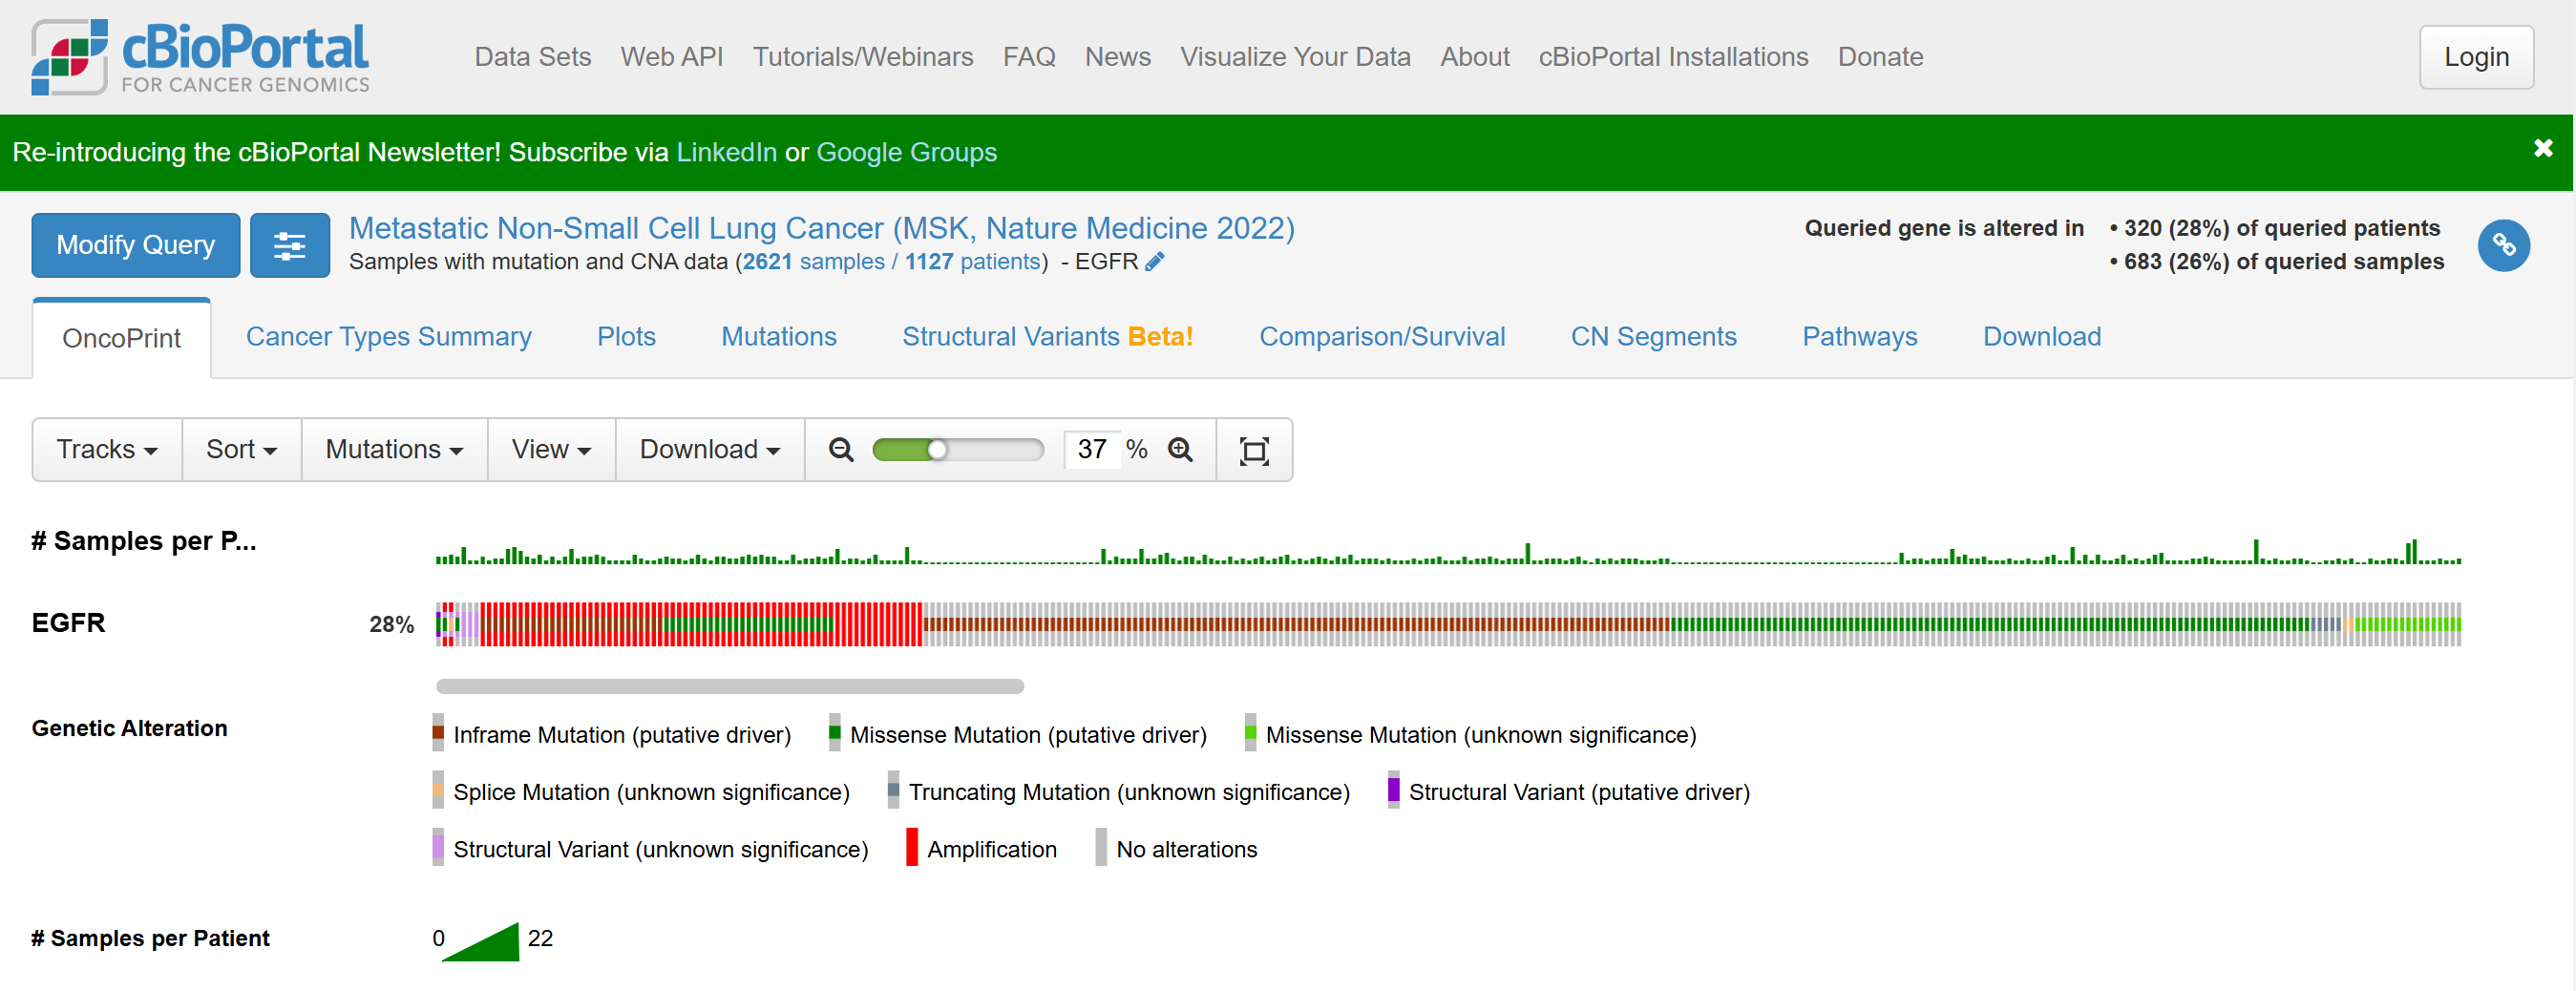 cBioPortal
FOR CANCER GENOMICS
Data Sets Web API Tutorials/Webinars FAQ News Visualize Your Data About cBioPortal Installations Donate
Login
Re-introducing the cBioPortal Newsletter! Subscribe via LinkedIn or Google Groups
Modify Query
Metastatic Non-Small Cell Lung Cancer (MSK, Nature Medicine 2022)
Samples with mutation and CNA data (2621 samples / 1127 patients) - EGFR
Queried gene is altered in • 320 (28%) of queried patients
• 683 (26%) of queried samples
OncoPrint Cancer Types Summary Plots Mutations Structural Variants Beta! Comparison/Survival CN Segments Pathways Download
Tracks Sort Mutations View Download 37 %
# Samples per P...
EGFR 28%
Genetic Alteration
Inframe Mutation (putative driver) Missense Mutation (putative driver) Missense Mutation (unknown significance)
Splice Mutation (unknown significance) Truncating Mutation (unknown significance) Structural Variant (putative driver)
Structural Variant (unknown significance) Amplification No alterations
# Samples per Patient 0 22